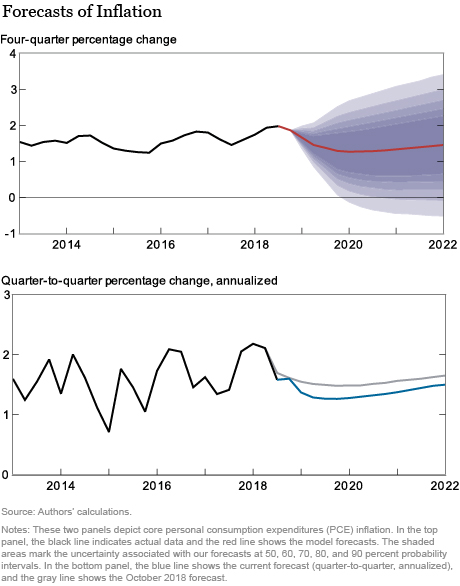 Forecasts of Inflation
Four-quarter percentage change
4
3
2
1
0
-1
2014
2016
2018
2020
2022
Quarter-to-quarter percentage change, annualized
3
2
1
0
2014
2016
2018
2020
2022
Source: Authors' calculations.
Notes: These two panels depict core personal consumption expenditures (PCE) inflation. In the top
panel, the black line indicates actual data and the red line shows the model forecasts. The shaded
areas mark the uncertainty associated with our forecasts at 50, 60, 70, 80, and 90 percent probability
intervals. In the bottom panel, the blue line shows the current forecast (quarter-to-quarter, annualized),
and the gray line shows the October 2018 forecast.